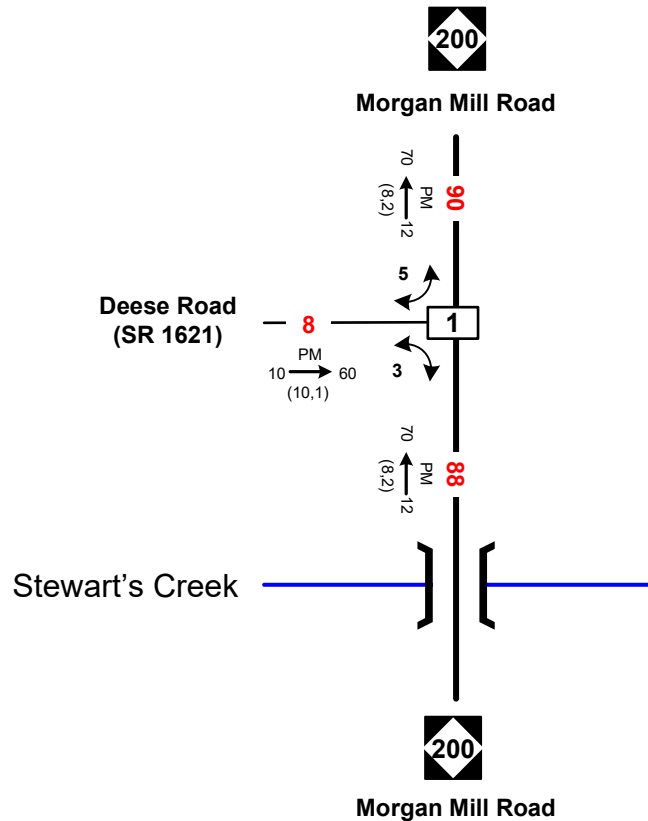 200
Morgan Mill Road
70
(8,2)
PM
12
90
5
Deese Road
(SR 1621)
8
1
PM
10 60
(10,1)
3
70
(8,2)
PM
12
88
Stewart's Creek
200
Morgan Mill Road